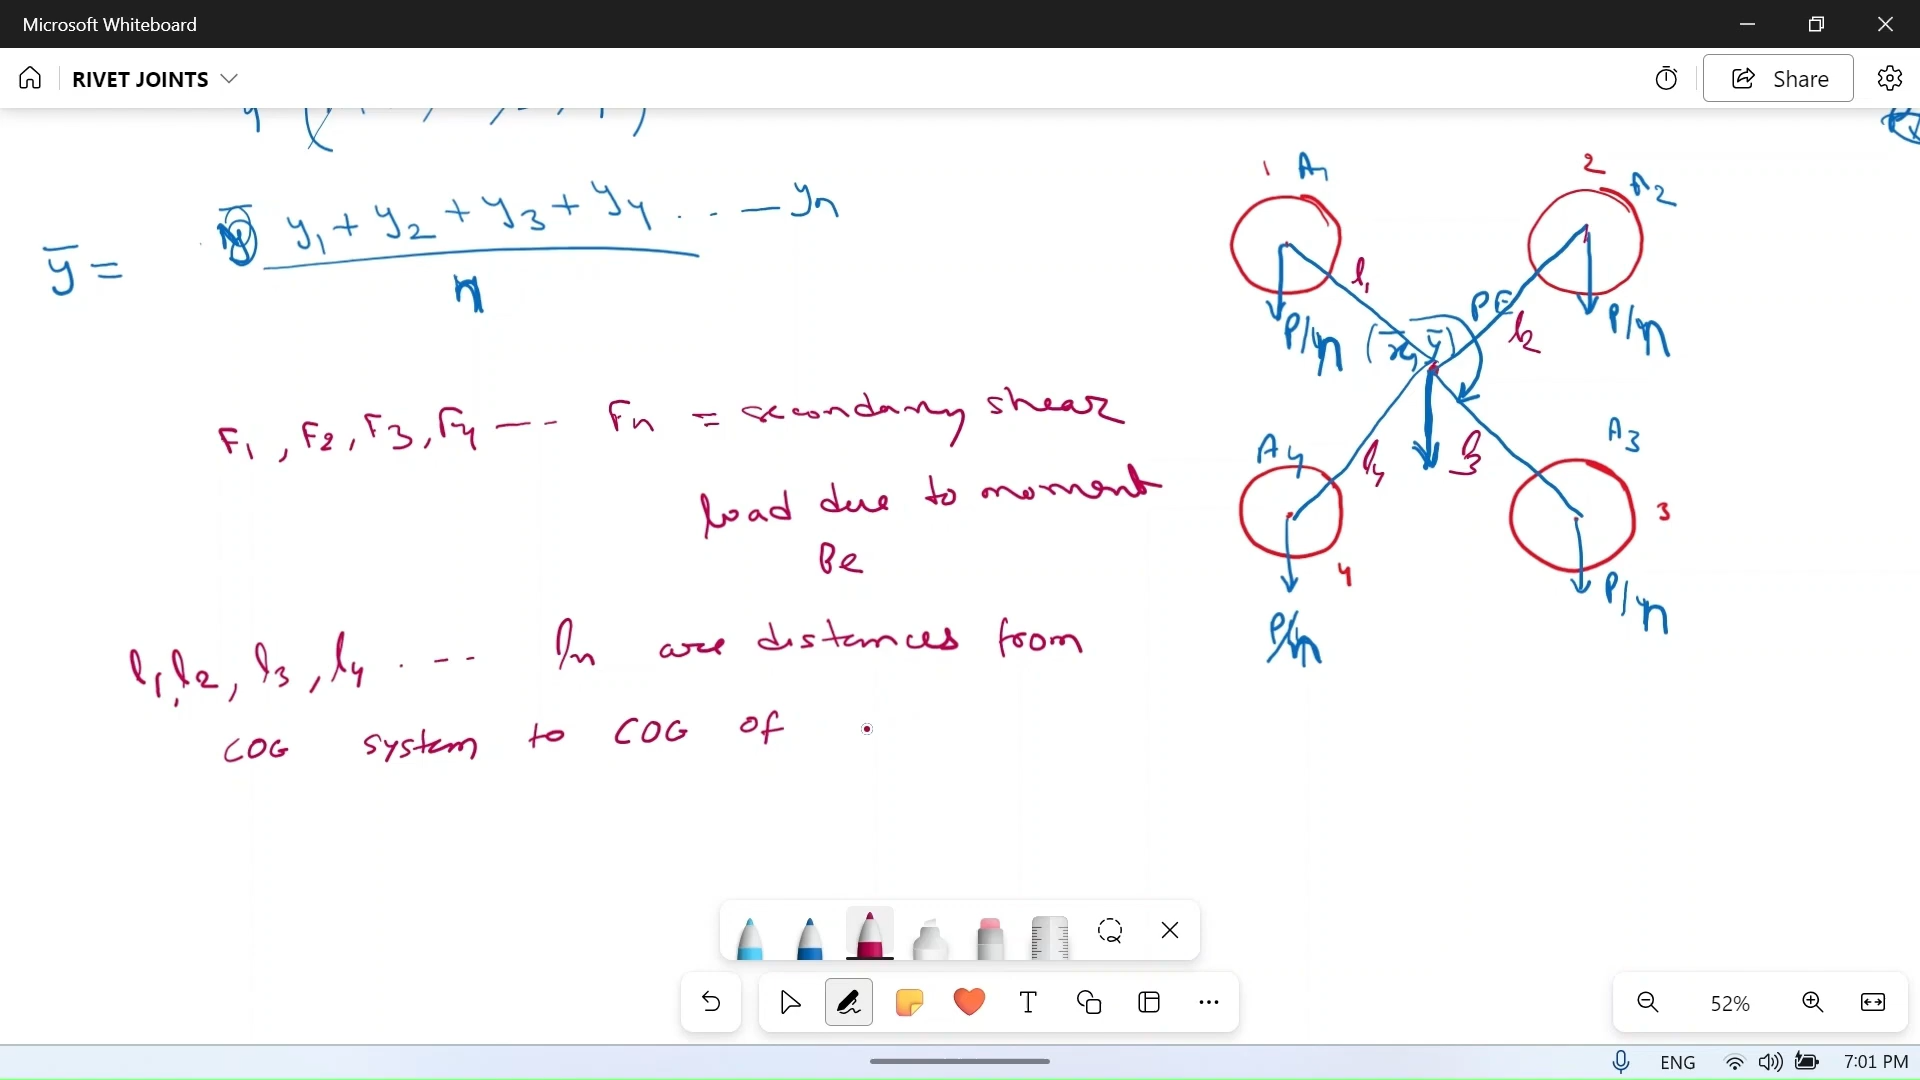 Microsoft Whiteboard
RIVET JOINTS
Share
ȳ = y₁ + y₂ + y₃ + y₄ . . . — yₙ
n
F₁, F₂, F₃, F₄ — -- Fₙ = secondary shear
load due to moment
Pe
l₁, l₂, l₃, l₄ . - -- lₙ are distances from
COG system to COG of
1 A₁
2 A₂
l₁
PE
l₂
P/n
(x̄, ȳ)
P/n
A₄
l₄
l₃
A₃
3
4
P/n
P/n
52%
ENG
7:01 PM